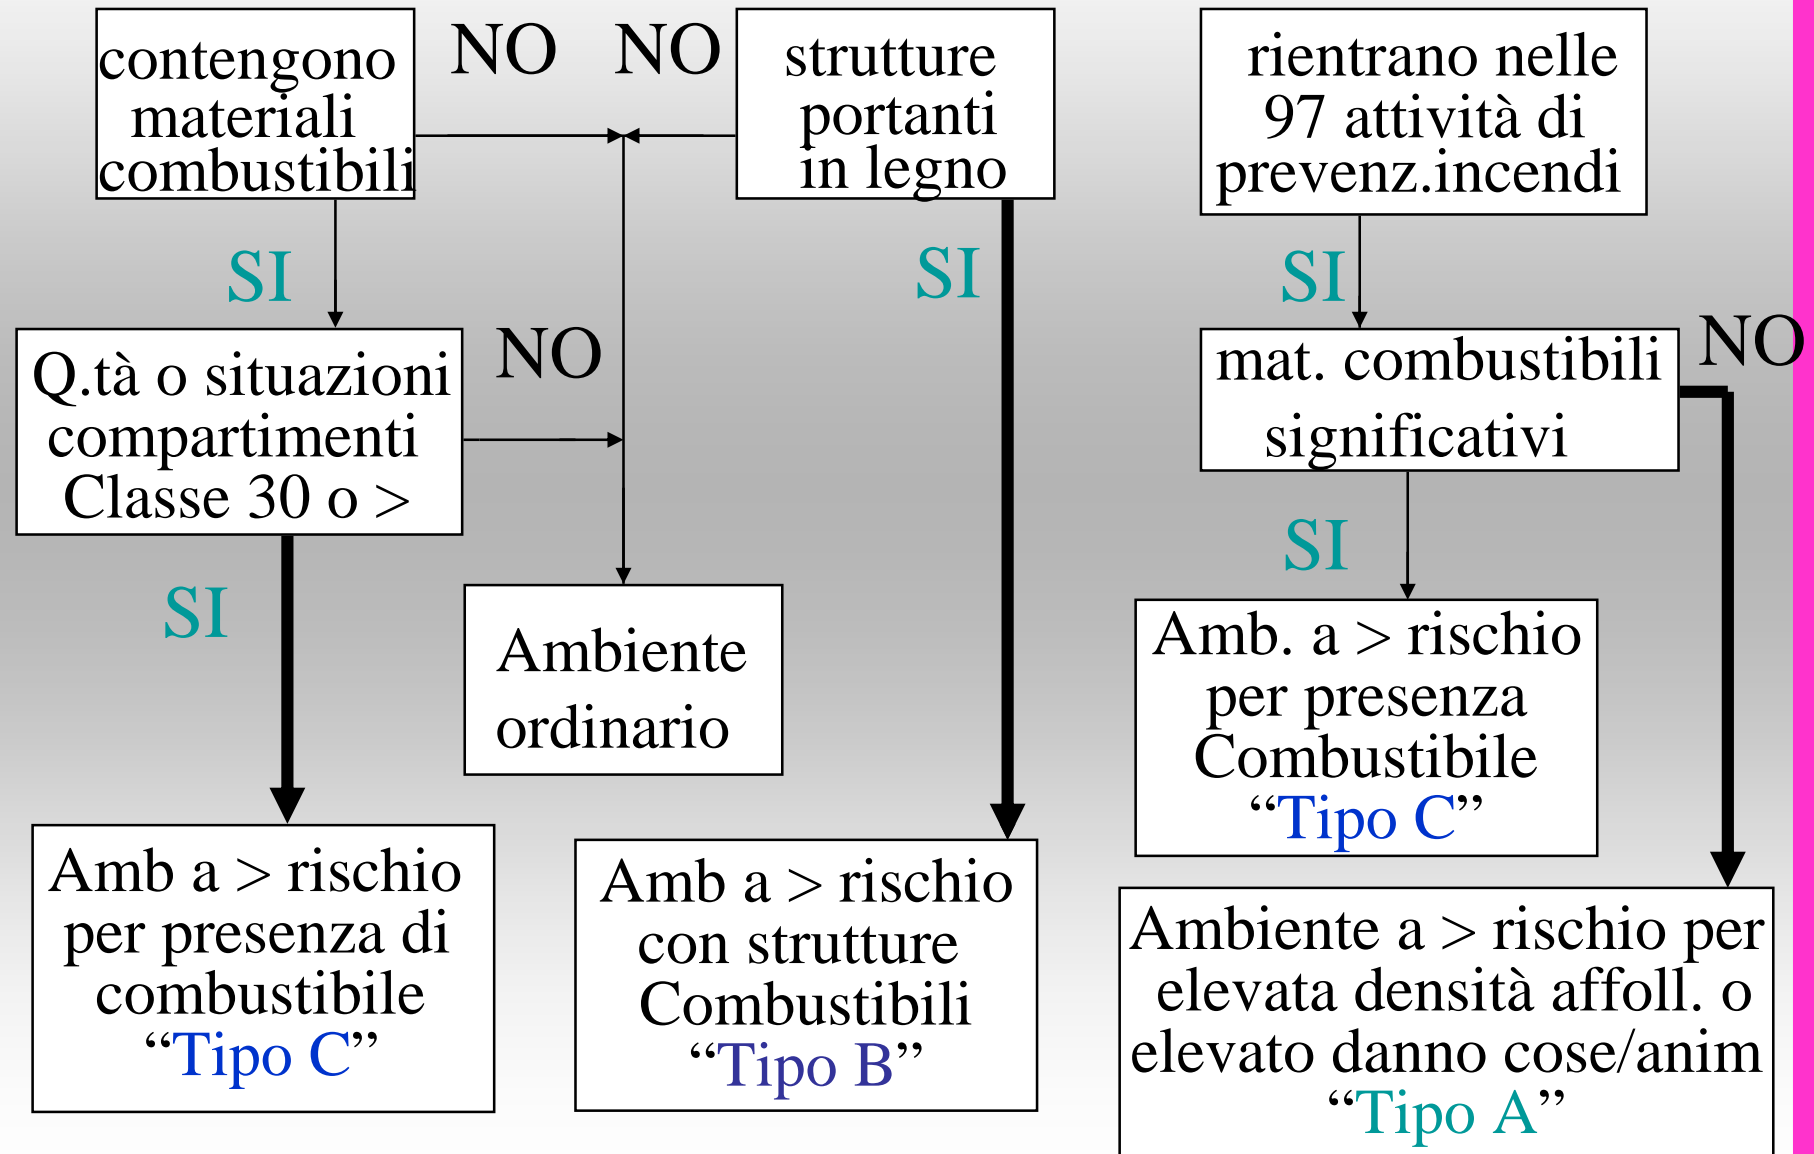 contengono
materiali
combustibili
NO
NO
strutture
portanti
in legno
rientrano nelle
97 attività di
prevenz.incendi
SI
SI
SI
Q.tà o situazioni
compartimenti
Classe 30 o >
NO
mat. combustibili
significativi
NO
SI
SI
Ambiente
ordinario
Amb. a > rischio
per presenza
Combustibile
“Tipo C”
Amb a > rischio
per presenza di
combustibile
“Tipo C”
Amb a > rischio
con strutture
Combustibili
“Tipo B”
Ambiente a > rischio per
elevata densità affoll. o
elevato danno cose/anim
“Tipo A”